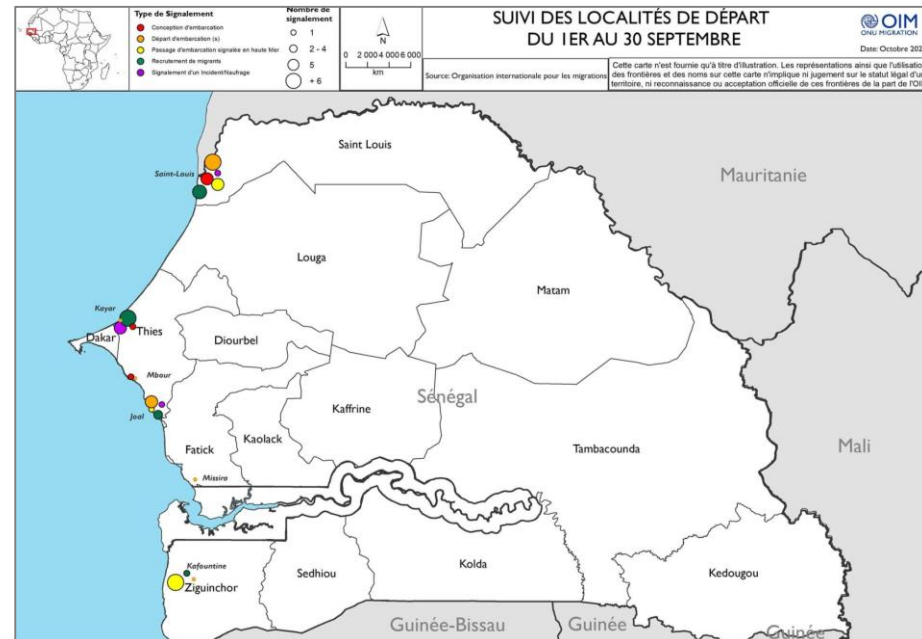 Type de Signalement
Conception d'embarcation
Départ d'embarcation (s)
Passage d'embarcation signalée en haute Mer
Recrutement de migrants
Signalement d'un Incident/Naufrage
Nombre de
signalement
1
2 - 4
5
+ 6
N
0 2 000 4 000 6 000
km
SUIVI DES LOCALITÉS DE DÉPART
DU 1ER AU 30 SEPTEMBRE
OIM
ONU MIGRATION
Date: Octobre 202
Source: Organisation internationale pour les migrations
Cette carte n'est fournie qu'à titre d'illustration. Les représentations ainsi que l'utilisatio
des frontières et des noms sur cette carte n'implique ni jugement sur le statut légal d'un
territoire, ni reconnaissance ou acceptation officielle de ces frontières de la part de l'OI
Saint Louis
Saint-Louis
Mauritanie
Louga
Matam
Kayar
Thies
Dakar
Diourbel
Mbour
Sénégal
Kaffrine
Joal
Kaolack
Fatick
Tambacounda
Mali
Missira
Kafountine
Ziguinchor
Sedhiou
Kolda
Kedougou
Guinée-Bissau
Guinée
Guinée